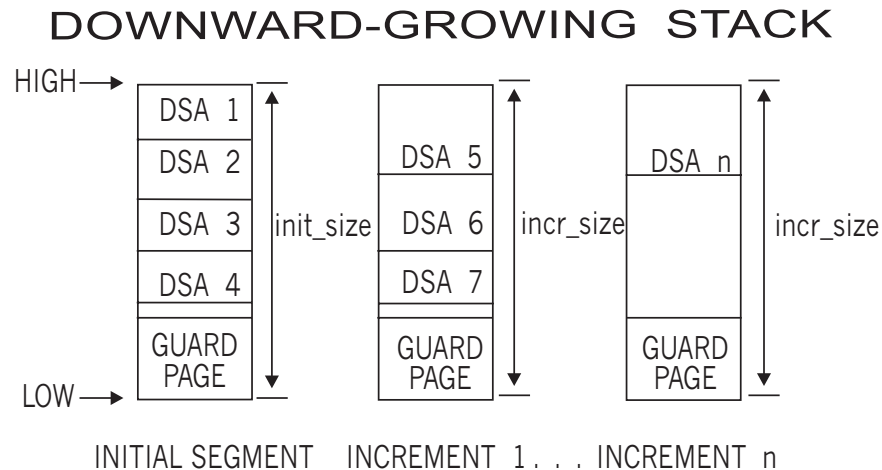 DOWNWARD-GROWING STACK
HIGH
DSA 1
DSA 2
DSA 3
DSA 4
GUARD
PAGE
LOW
init_size
DSA 5
DSA 6
DSA 7
GUARD
PAGE
incr_size
DSA n
GUARD
PAGE
incr_size
INITIAL SEGMENT INCREMENT 1 . . . INCREMENT n